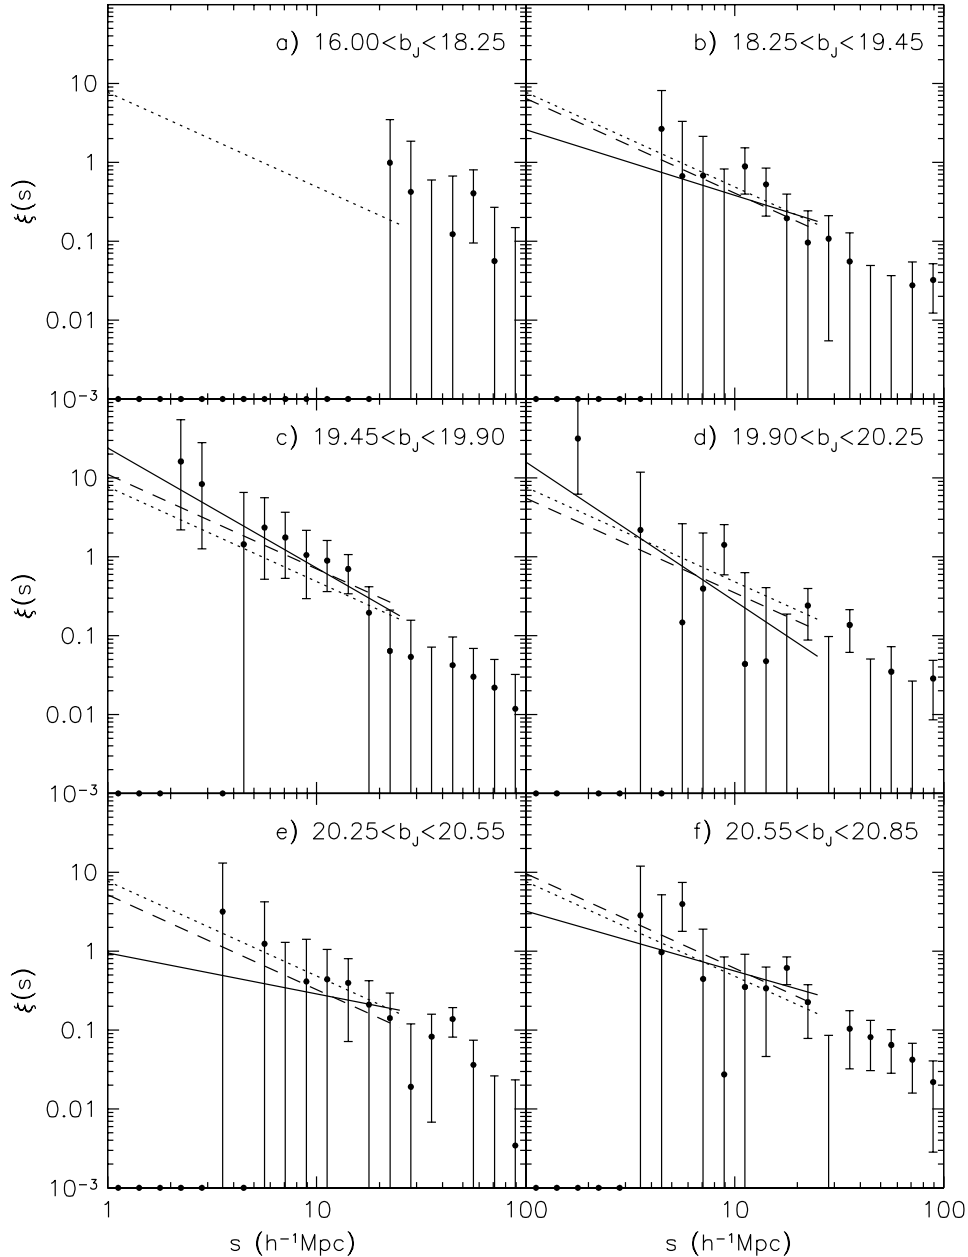 a) 16.00<b_J<18.25
b) 18.25<b_J<19.45
10
1
0.1
0.01
10⁻³
ξ(s)
c) 19.45<b_J<19.90
d) 19.90<b_J<20.25
10
1
0.1
0.01
10⁻³
ξ(s)
e) 20.25<b_J<20.55
f) 20.55<b_J<20.85
10
1
0.1
0.01
10⁻³
ξ(s)
1 10 100 10 100
s (h⁻¹Mpc) s (h⁻¹Mpc)